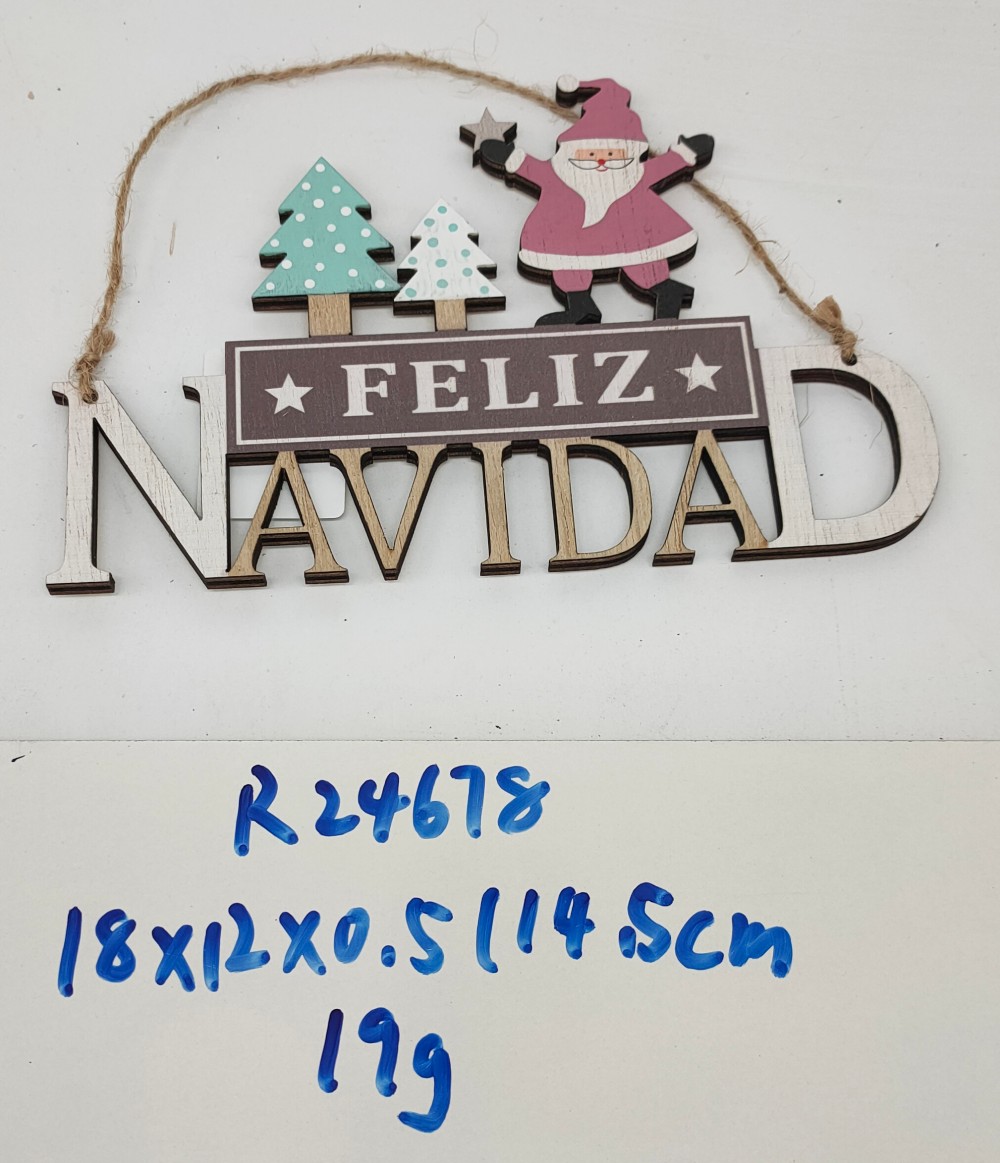 FELIZ
NAVIDAD
R24678
18x12x0.5(14.5cm
19g